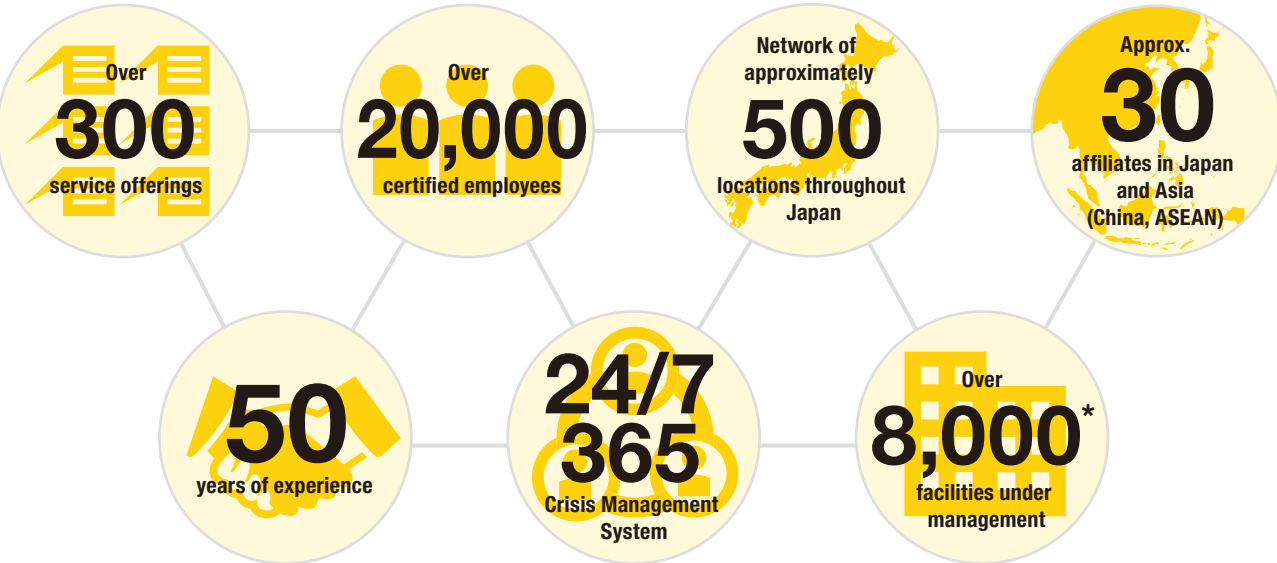 Over
300
service offerings
Over
20,000
certified employees
Network of
approximately
500
locations throughout
Japan
Approx.
30
affiliates in Japan
and Asia
(China, ASEAN)
50
years of experience
24/7
365
Crisis Management
System
Over
8,000*
facilities under
management